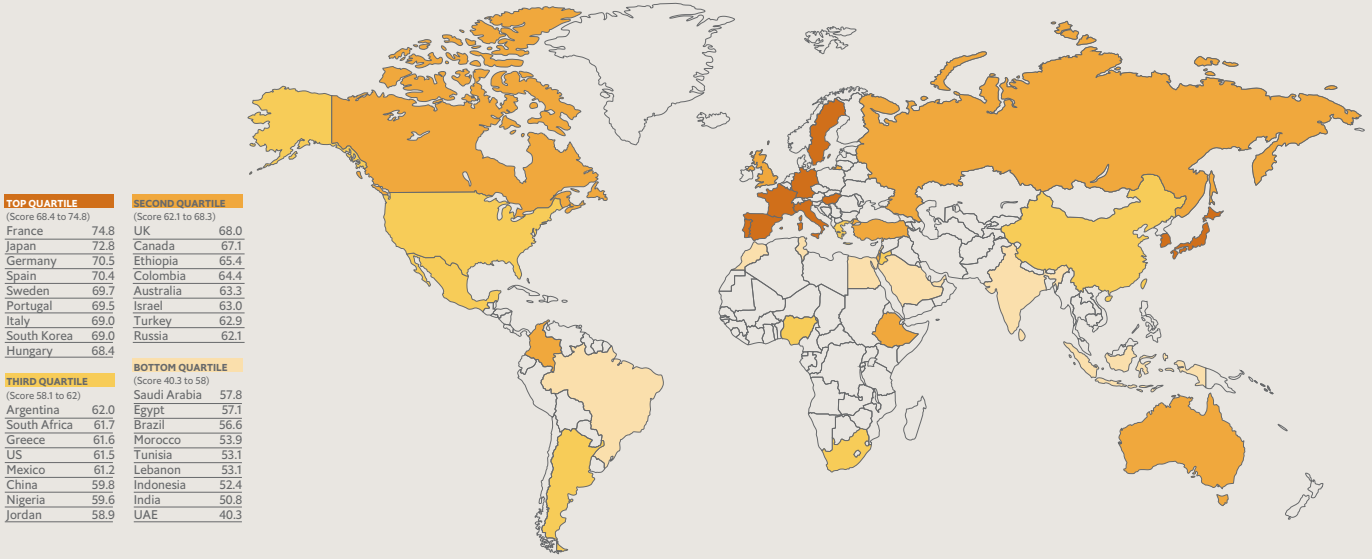 TOP QUARTILE
(Score 68.4 to 74.8)
France 74.8
Japan 72.8
Germany 70.5
Spain 70.4
Sweden 69.7
Portugal 69.5
Italy 69.0
South Korea 69.0
Hungary 68.4
SECOND QUARTILE
(Score 62.1 to 68.3)
UK 68.0
Canada 67.1
Ethiopia 65.4
Colombia 64.4
Australia 63.3
Israel 63.0
Turkey 62.9
Russia 62.1
THIRD QUARTILE
(Score 58.1 to 62)
Argentina 62.0
South Africa 61.7
Greece 61.6
US 61.5
Mexico 61.2
China 59.8
Nigeria 59.6
Jordan 58.9
BOTTOM QUARTILE
(Score 40.3 to 58)
Saudi Arabia 57.8
Egypt 57.1
Brazil 56.6
Morocco 53.9
Tunisia 53.1
Lebanon 53.1
Indonesia 52.4
India 50.8
UAE 40.3